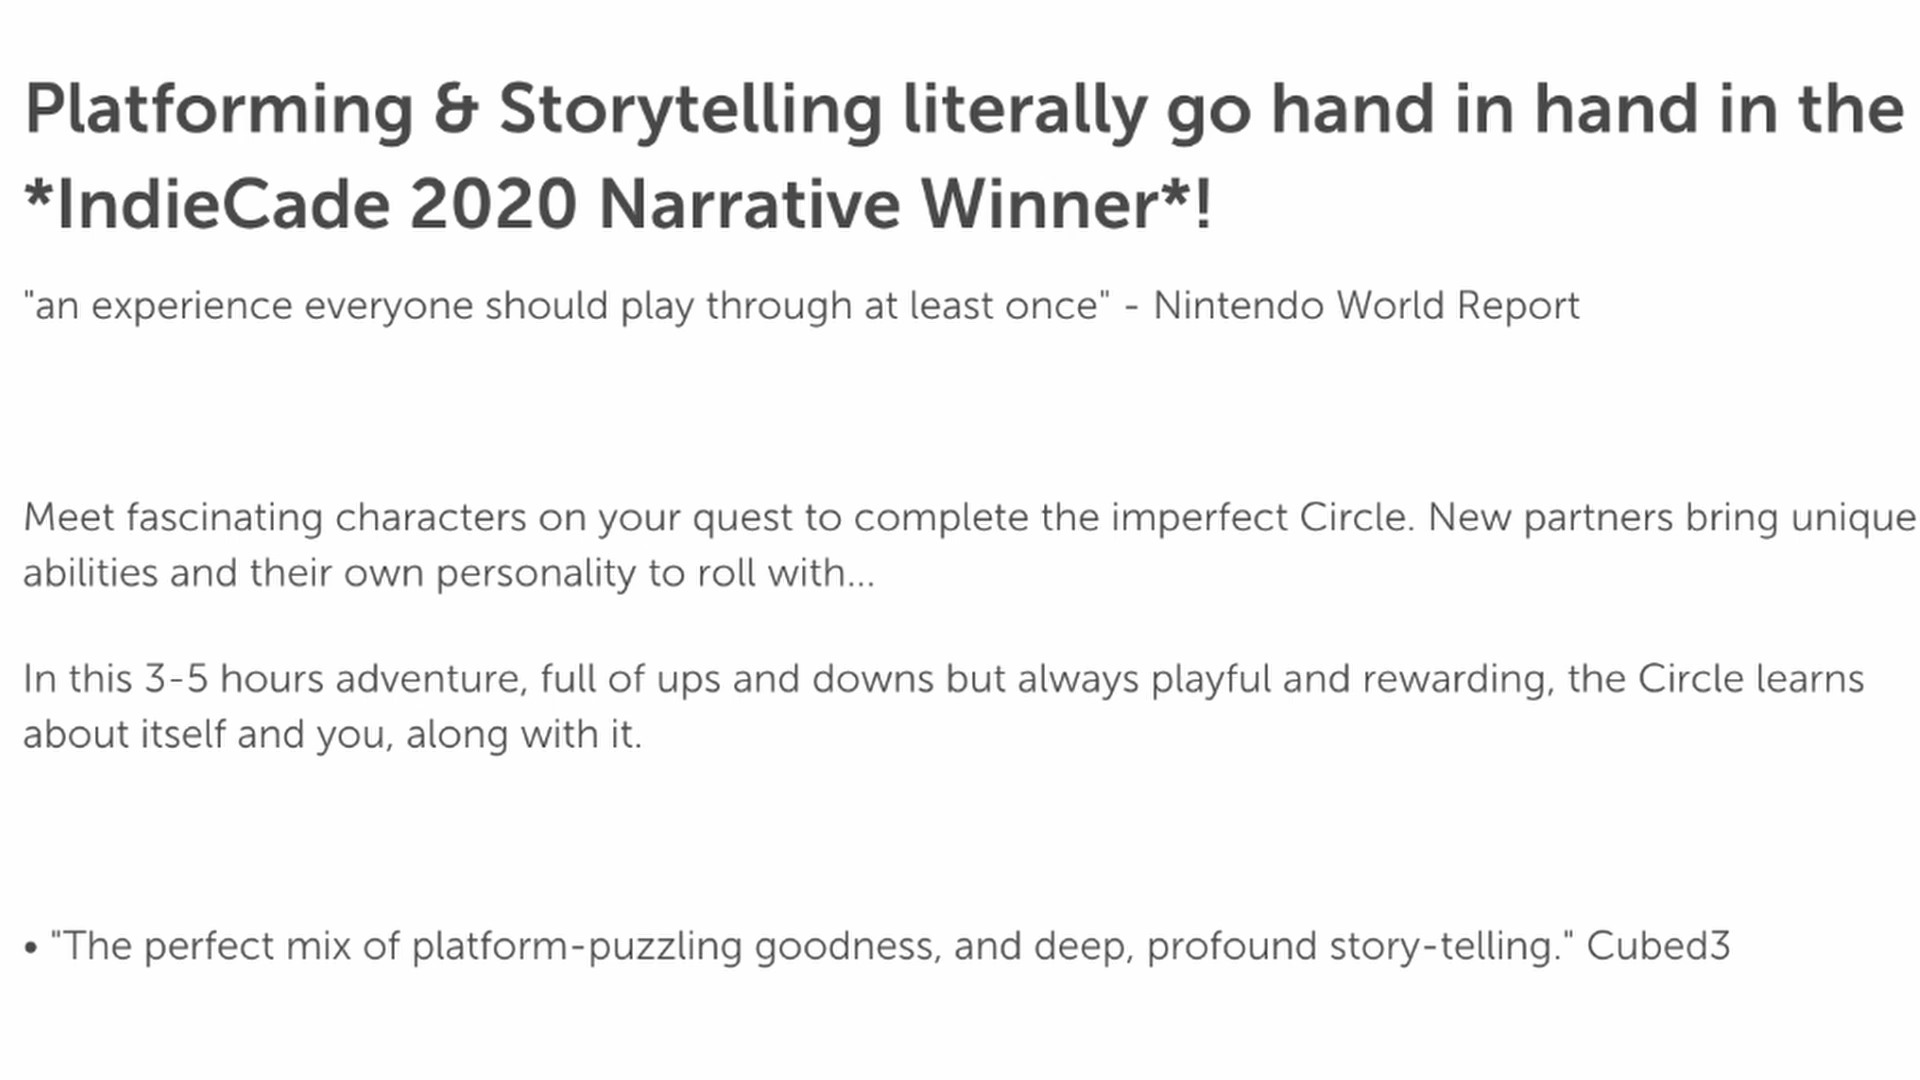 Platforming & Storytelling literally go hand in hand in the
*IndieCade 2020 Narrative Winner*!
"an experience everyone should play through at least once" - Nintendo World Report
Meet fascinating characters on your quest to complete the imperfect Circle. New partners bring unique
abilities and their own personality to roll with...
In this 3-5 hours adventure, full of ups and downs but always playful and rewarding, the Circle learns
about itself and you, along with it.
• "The perfect mix of platform-puzzling goodness, and deep, profound story-telling." Cubed3